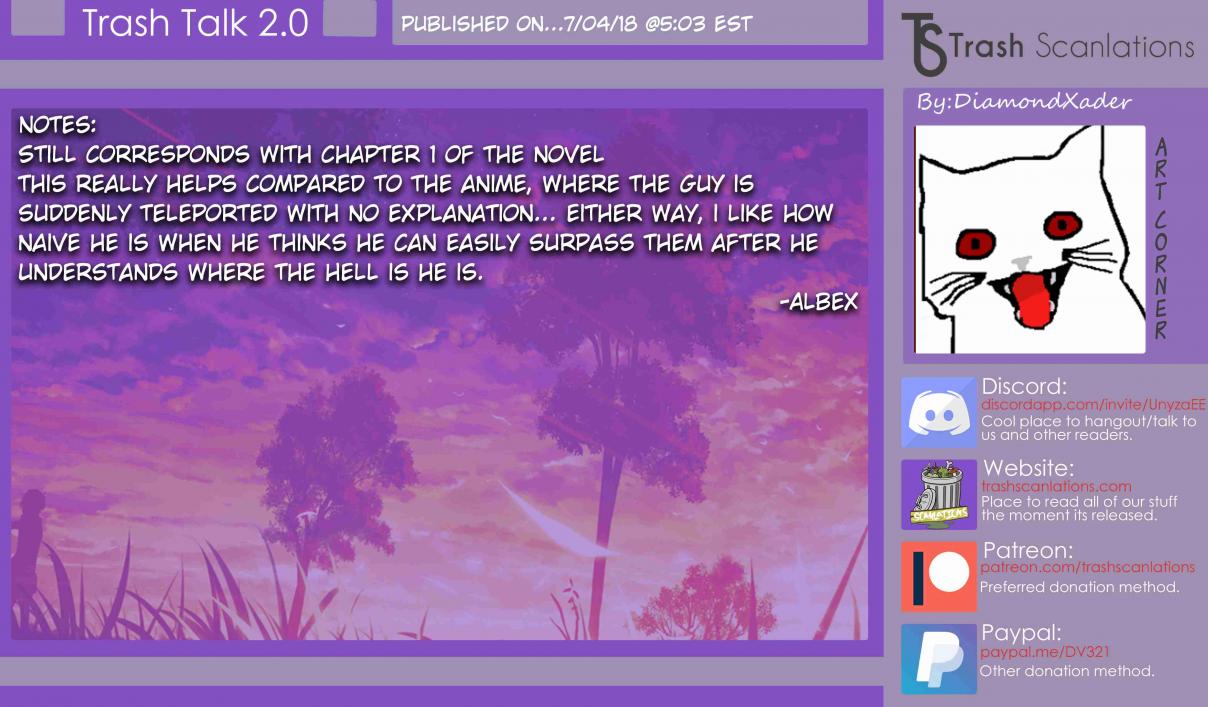 Trash Talk 2.0
PUBLISHED ON...7/04/18 @5:03 EST
NOTES:
STILL CORRESPONDS WITH CHAPTER 1 OF THE NOVEL
THIS REALLY HELPS COMPARED TO THE ANIME, WHERE THE GUY IS
SUDDENLY TELEPORTED WITH NO EXPLANATION... EITHER WAY, I LIKE HOW
NAIVE HE IS WHEN HE THINKS HE CAN EASILY SURPASS THEM AFTER HE
UNDERSTANDS WHERE THE HELL IS HE IS.
-ALBEX
TS Trash Scanlations
By:DiamondXader
ART CORNER
Discord:
discordapp.com/invite/UnyzaEE
Cool place to hangout/talk to
us and other readers.
SCANLATIONS
Website:
trashscanlations.com
Place to read all of our stuff
the moment its released.
Patreon:
patreon.com/trashscanlations
Preferred donation method.
Paypal:
paypal.me/DV321
Other donation method.